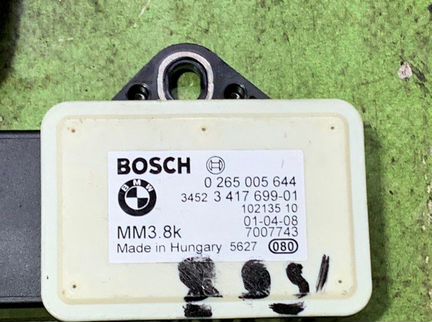 BOSCH
BMW
0 265 005 644
3452 3 417 699-01
102135 10
01-04-08
MM3.8k 7007743
Made in Hungary 5627 080